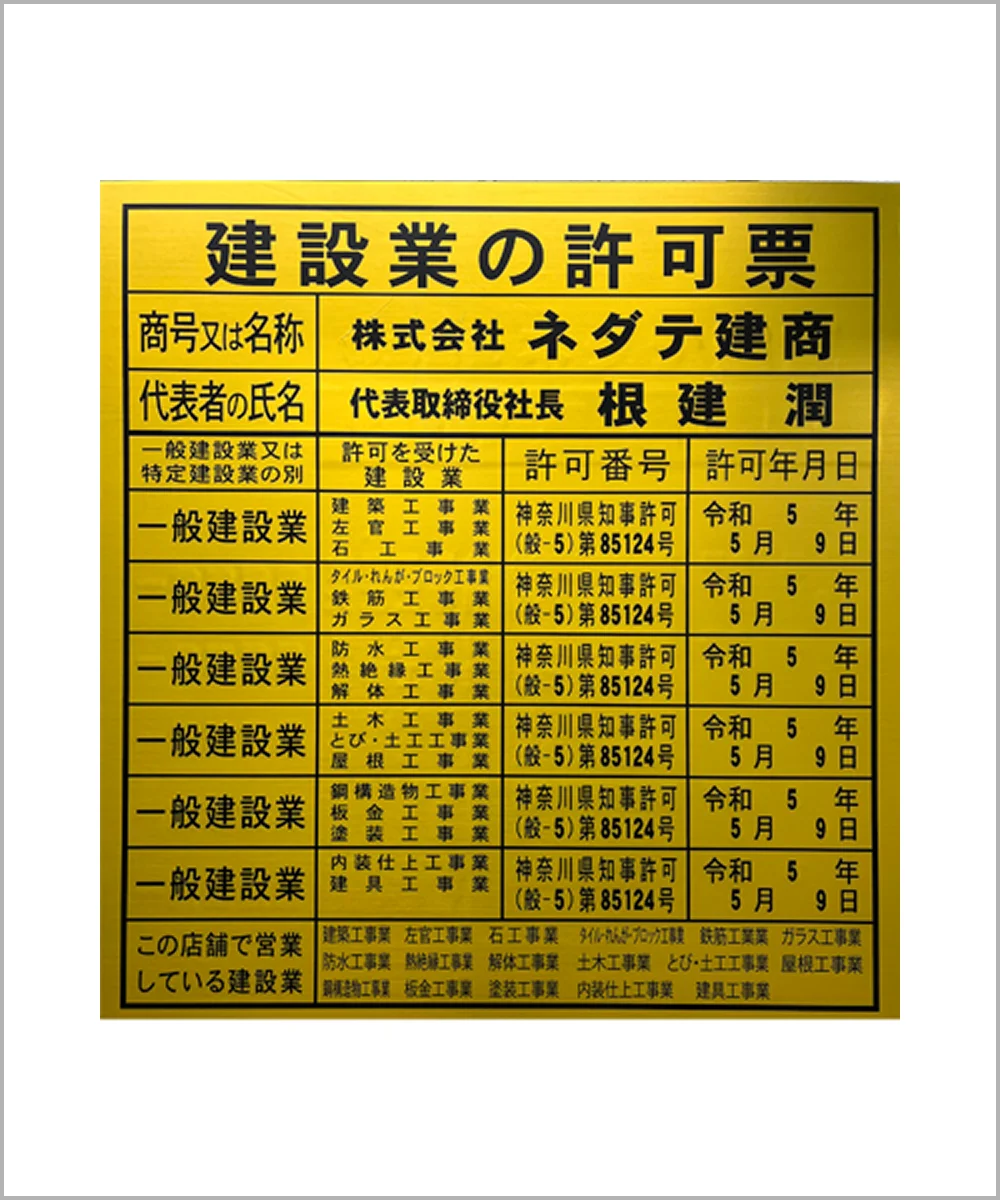 建設業の許可票
商号又は名称
株式会社 ネダテ建商
代表者の氏名
代表取締役社長 根建 潤
一般建設業又は
特定建設業の別
許可を受けた
建設業
許可番号
許可年月日
一般建設業
建築工事業
左官工事業
石工事業
神奈川県知事許可
(般-5)第85124号
令和 5 年
5月 9日
一般建設業
タイル・れんが・ブロック工事業
鉄筋工事業
ガラス工事業
神奈川県知事許可
(般-5)第85124号
令和 5 年
5月 9日
一般建設業
防水工事業
熱絶縁工事業
解体工事業
神奈川県知事許可
(般-5)第85124号
令和 5 年
5月 9日
一般建設業
土木工事業
とび・土工工事業
屋根工事業
神奈川県知事許可
(般-5)第85124号
令和 5 年
5月 9日
一般建設業
鋼構造物工事業
板金工事業
塗装工事業
神奈川県知事許可
(般-5)第85124号
令和 5 年
5月 9日
一般建設業
内装仕上工事業
建具工事業
神奈川県知事許可
(般-5)第85124号
令和 5 年
5月 9日
この店舗で営業
している建設業
建築工事業 左官工事業 石工事業 タイル・れんが・ブロック工事業 鉄筋工業業 ガラス工事業
防水工事業 熱絶縁工事業 解体工事業 土木工事業 とび・土工工事業 屋根工事業
鋼構造物工事業 板金工事業 塗装工事業 内装仕上工事業 建具工事業